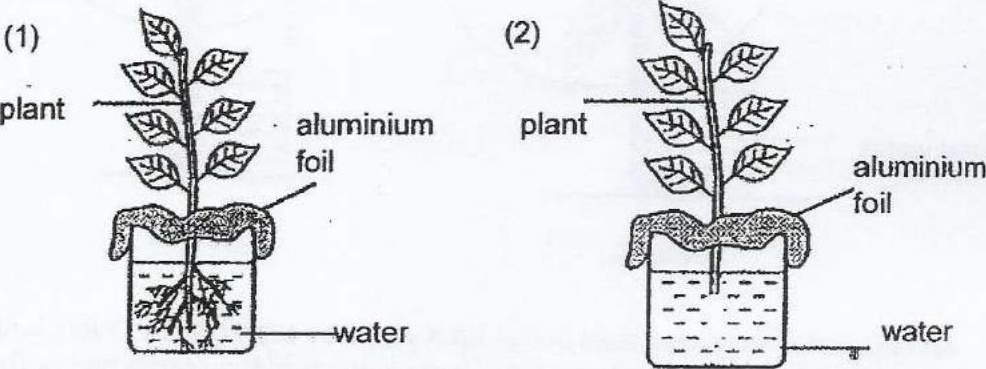 (1)
plant
aluminium
foil
water
(2)
plant
aluminium
foil
water